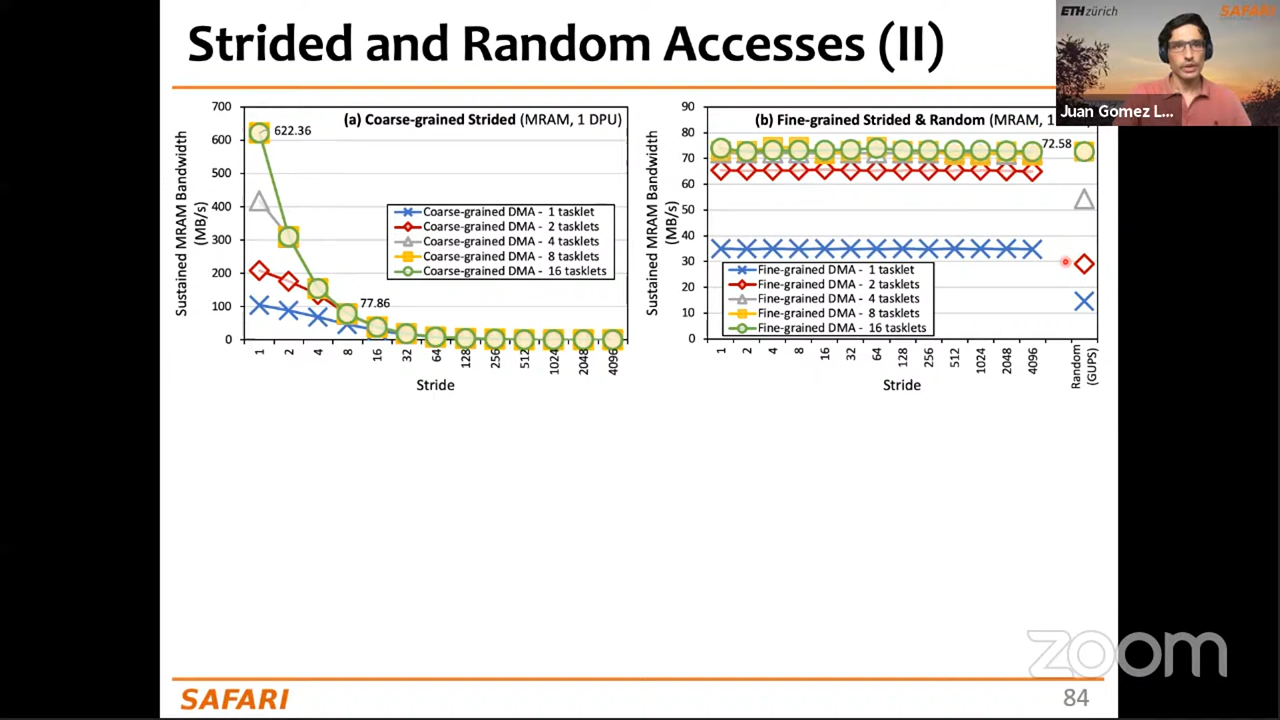 Strided and Random Accesses (II)
ETH zürich
SAFARI
Juan Gomez L...
Sustained MRAM Bandwidth
(MB/s)
700
600
500
400
300
200
100
0
(a) Coarse-grained Strided (MRAM, 1 DPU)
622.36
77.86
Coarse-grained DMA - 1 tasklet
Coarse-grained DMA - 2 tasklets
Coarse-grained DMA - 4 tasklets
Coarse-grained DMA - 8 tasklets
Coarse-grained DMA - 16 tasklets
1 2 4 8 16 32 64 128 256 512 1024 2048 4096
Stride
Sustained MRAM Bandwidth
(MB/s)
90
80
70
60
50
40
30
20
10
0
(b) Fine-grained Strided & Random (MRAM, 1
72.58
Fine-grained DMA - 1 tasklet
Fine-grained DMA - 2 tasklets
Fine-grained DMA - 4 tasklets
Fine-grained DMA - 8 tasklets
Fine-grained DMA - 16 tasklets
1 2 4 8 16 32 64 128 256 512 1024 2048 4096
Random
(GUPS)
Stride
zoom
SAFARI
84